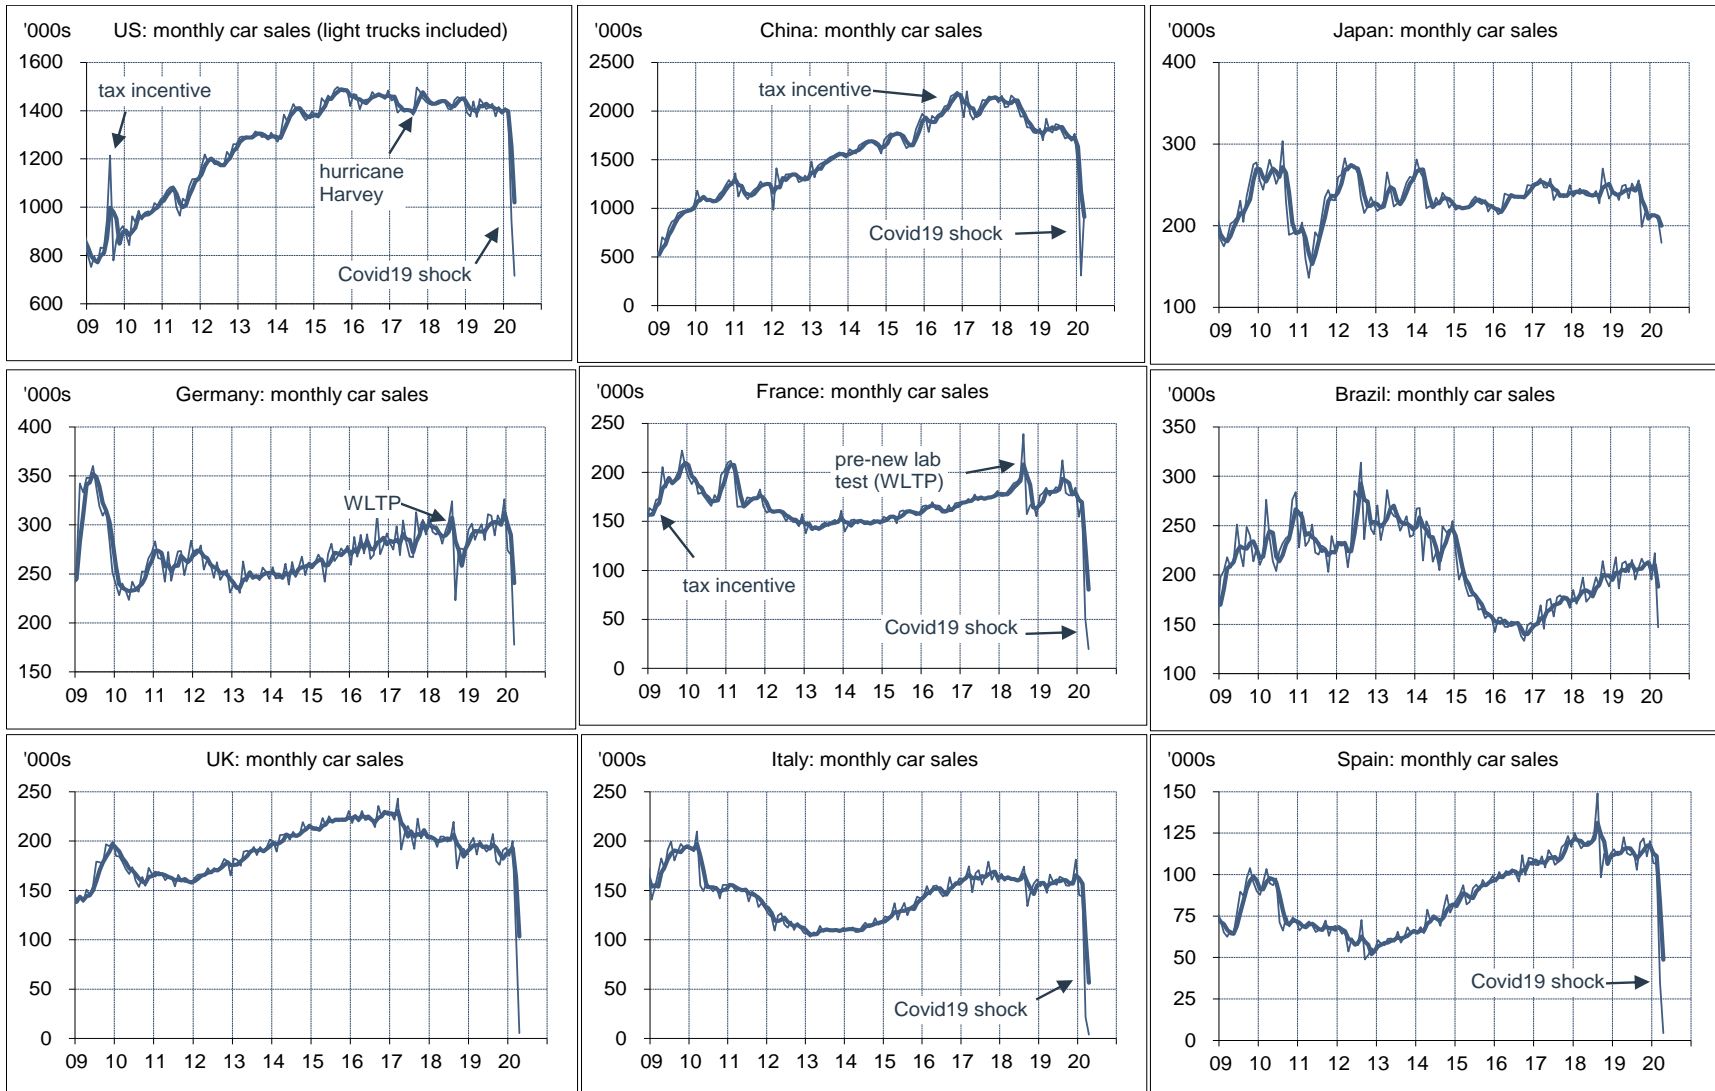 '000s
US: monthly car sales (light trucks included)
1600
1400
1200
1000
800
600
tax incentive
hurricane
Harvey
Covid19 shock
09 10 11 12 13 14 15 16 17 18 19 20
'000s
China: monthly car sales
2500
2000
1500
1000
500
0
tax incentive
Covid19 shock
09 10 11 12 13 14 15 16 17 18 19 20
'000s
Japan: monthly car sales
400
300
200
100
09 10 11 12 13 14 15 16 17 18 19 20
'000s
Germany: monthly car sales
400
350
300
250
200
150
WLTP
09 10 11 12 13 14 15 16 17 18 19 20
'000s
France: monthly car sales
250
200
150
100
50
0
pre-new lab
test (WLTP)
tax incentive
Covid19 shock
09 10 11 12 13 14 15 16 17 18 19 20
'000s
Brazil: monthly car sales
350
300
250
200
150
100
09 10 11 12 13 14 15 16 17 18 19 20
'000s
UK: monthly car sales
250
200
150
100
50
0
09 10 11 12 13 14 15 16 17 18 19 20
'000s
Italy: monthly car sales
250
200
150
100
50
0
Covid19 shock
09 10 11 12 13 14 15 16 17 18 19 20
'000s
Spain: monthly car sales
150
125
100
75
50
25
0
Covid19 shock
09 10 11 12 13 14 15 16 17 18 19 20